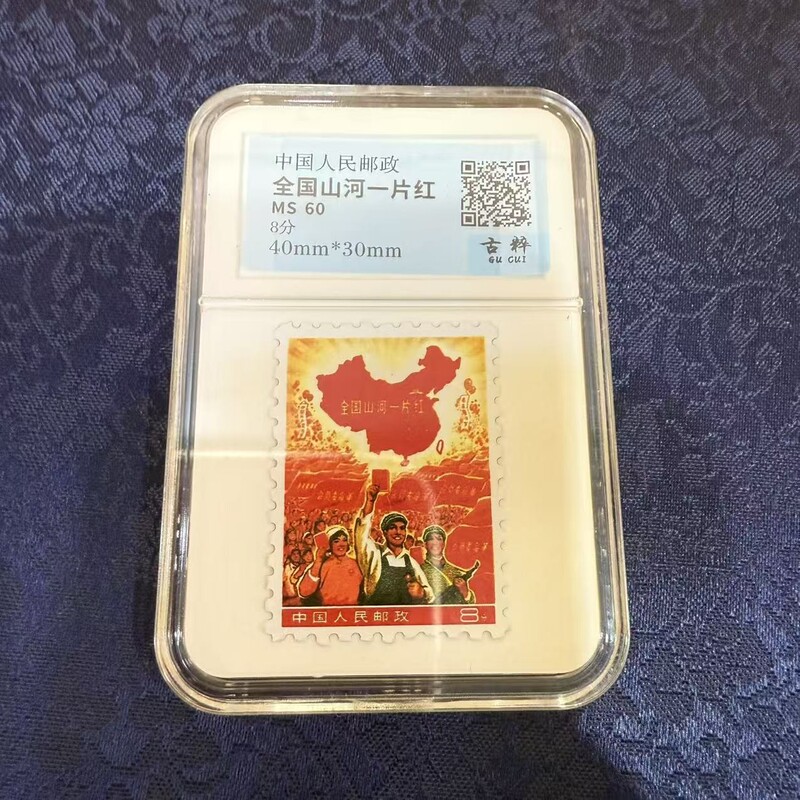 中国人民邮政
全国山河一片红
MS 60
8分
40mm*30mm
古粹
GU CUI
全国山河一片红
中国人民邮政 8分